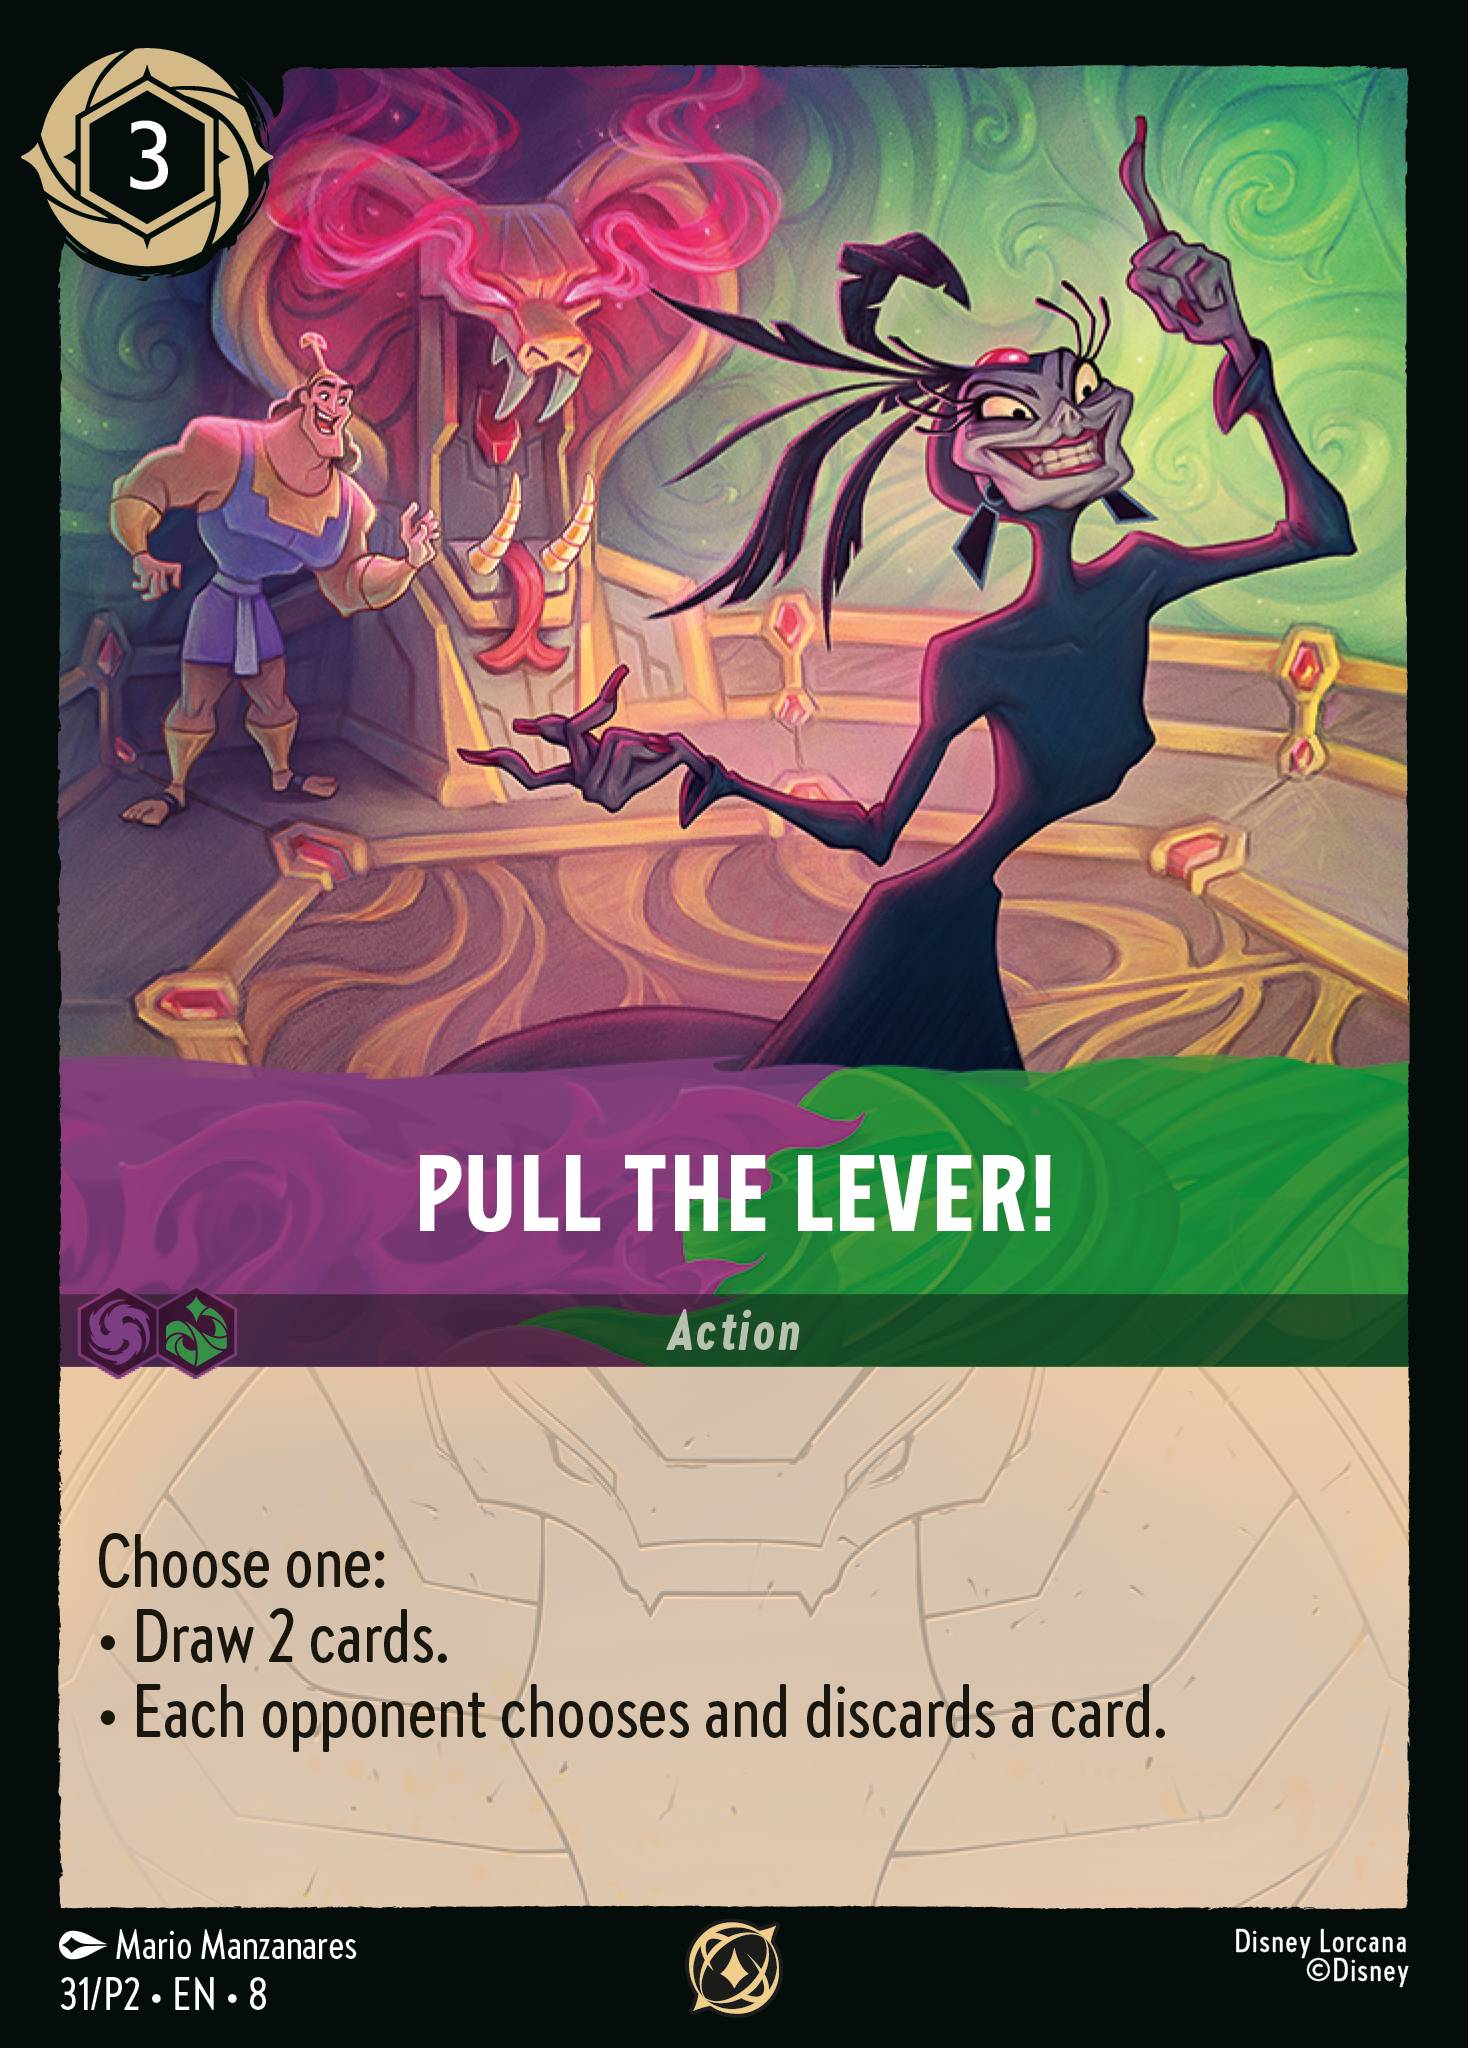 3
PULL THE LEVER!
Action
Choose one:
• Draw 2 cards.
• Each opponent chooses and discards a card.
Mario Manzanares
31/P2 • EN • 8
Disney Lorcana
©Disney